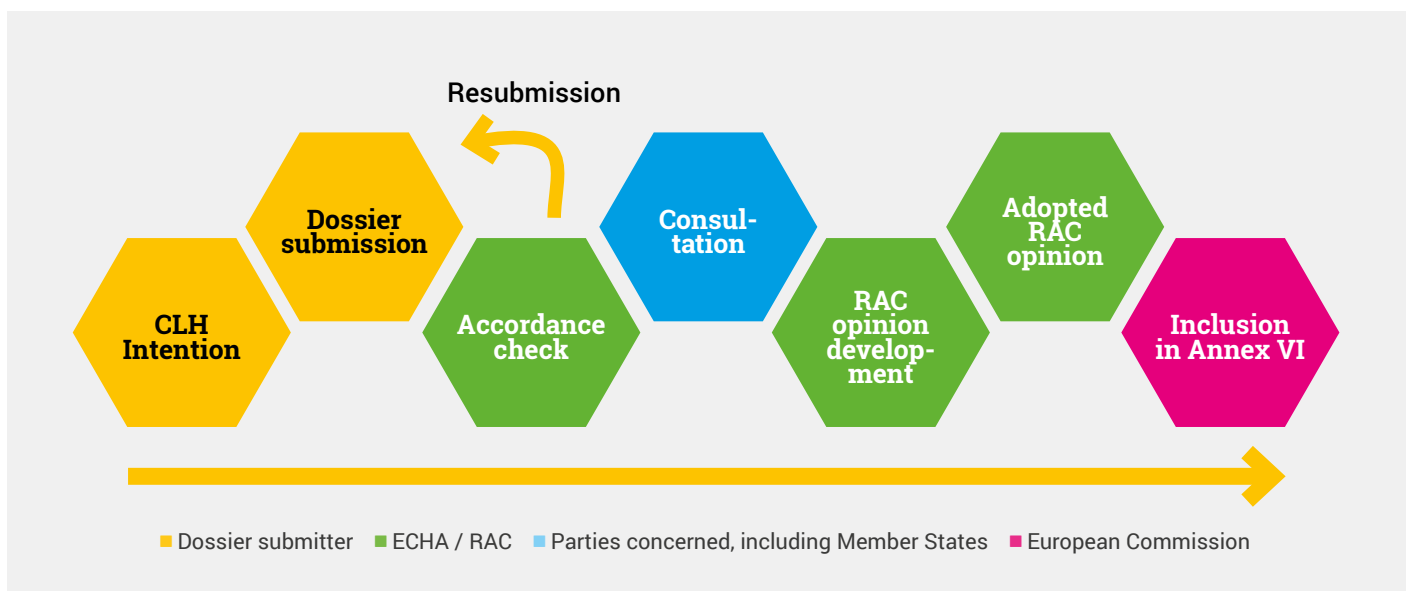 Resubmission
CLH
Intention
Dossier
submission
Accordance
check
Consul-
tation
RAC
opinion
develop-
ment
Adopted
RAC
opinion
Inclusion
in Annex VI
Dossier submitter ECHA / RAC Parties concerned, including Member States European Commission